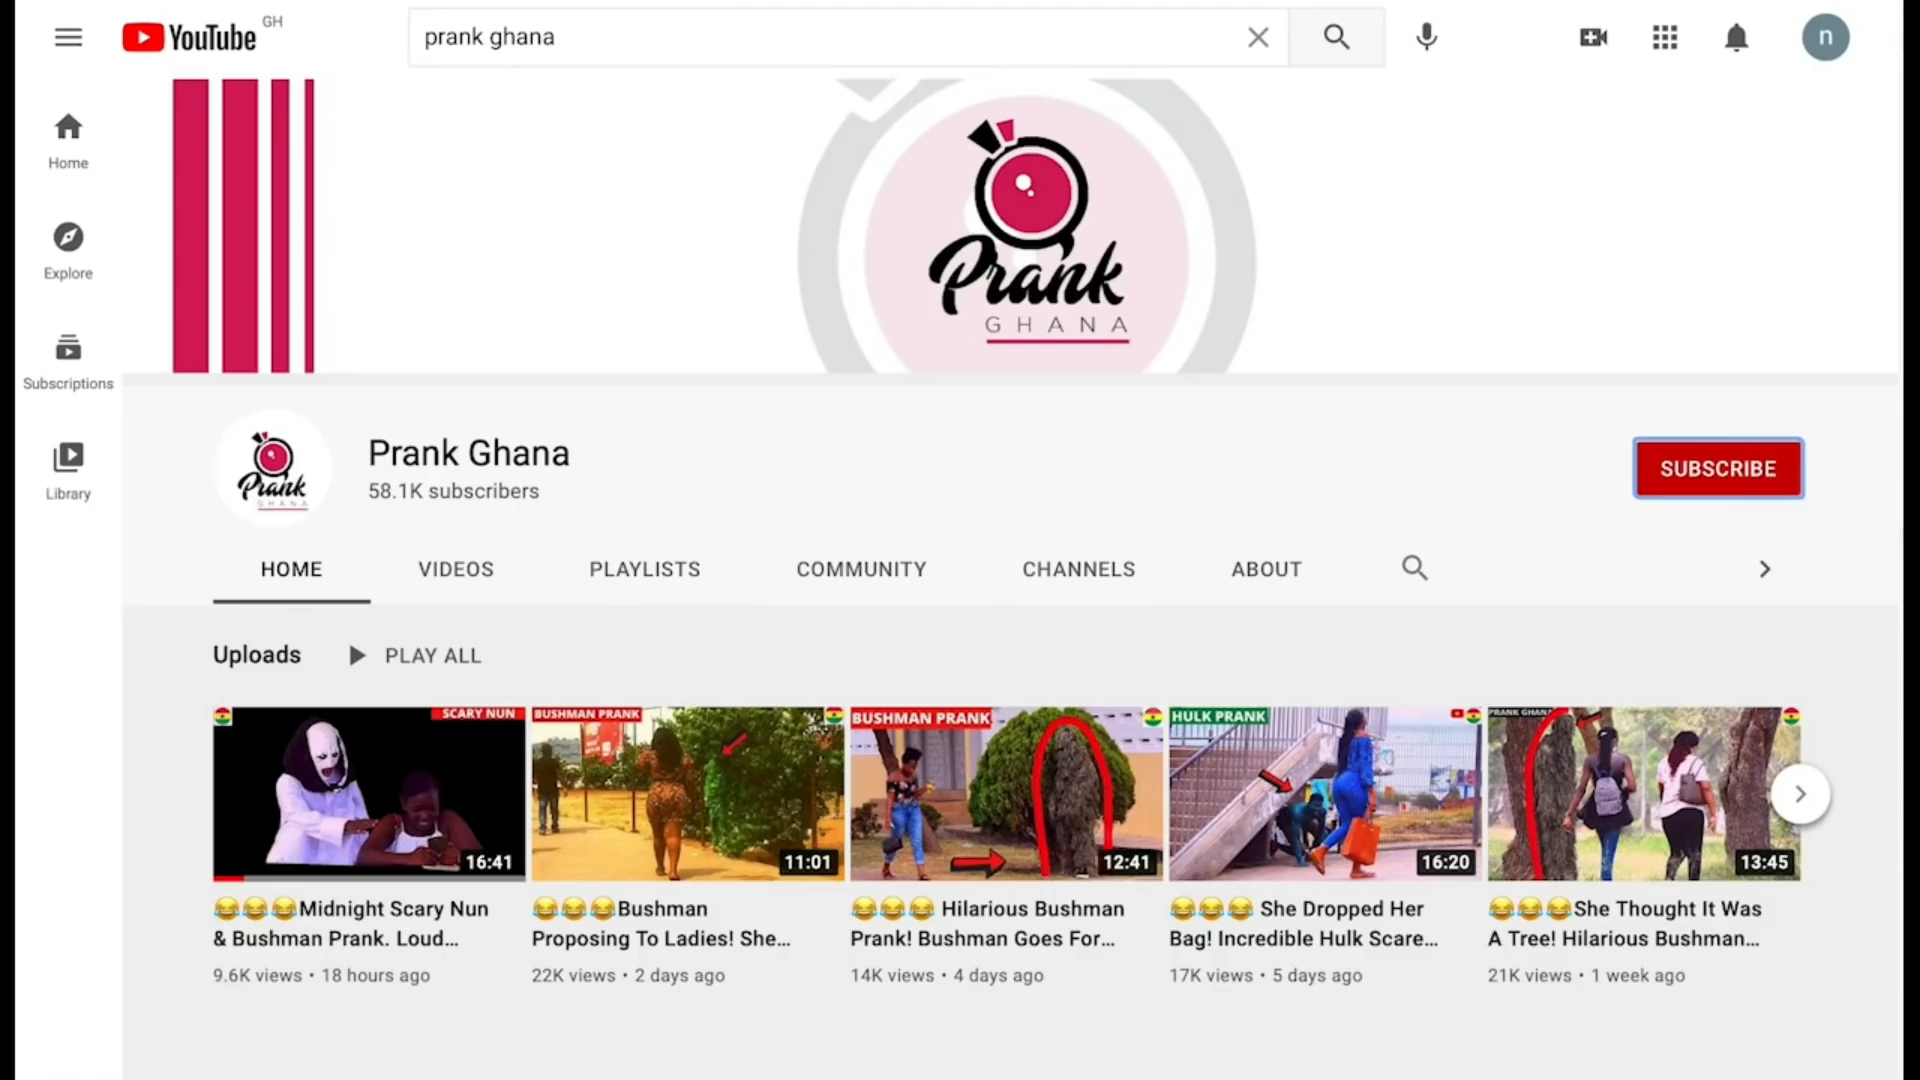 YouTube GH
prank ghana
n
Prank
GHANA
Home
Explore
Subscriptions
Library
Prank
GHANA
Prank Ghana
58.1K subscribers
SUBSCRIBE
HOME VIDEOS PLAYLISTS COMMUNITY CHANNELS ABOUT
Uploads PLAY ALL
SCARY NUN
16:41
BUSHMAN PRANK
11:01
BUSHMAN PRANK
12:41
HULK PRANK
16:20
PRANK GHANA
13:45
😂😂😂Midnight Scary Nun
& Bushman Prank. Loud...
9.6K views • 18 hours ago
😂😂😂Bushman
Proposing To Ladies! She...
22K views • 2 days ago
😂😂😂 Hilarious Bushman
Prank! Bushman Goes For...
14K views • 4 days ago
😂😂😂 She Dropped Her
Bag! Incredible Hulk Scare...
17K views • 5 days ago
😂😂😂She Thought It Was
A Tree! Hilarious Bushman...
21K views • 1 week ago